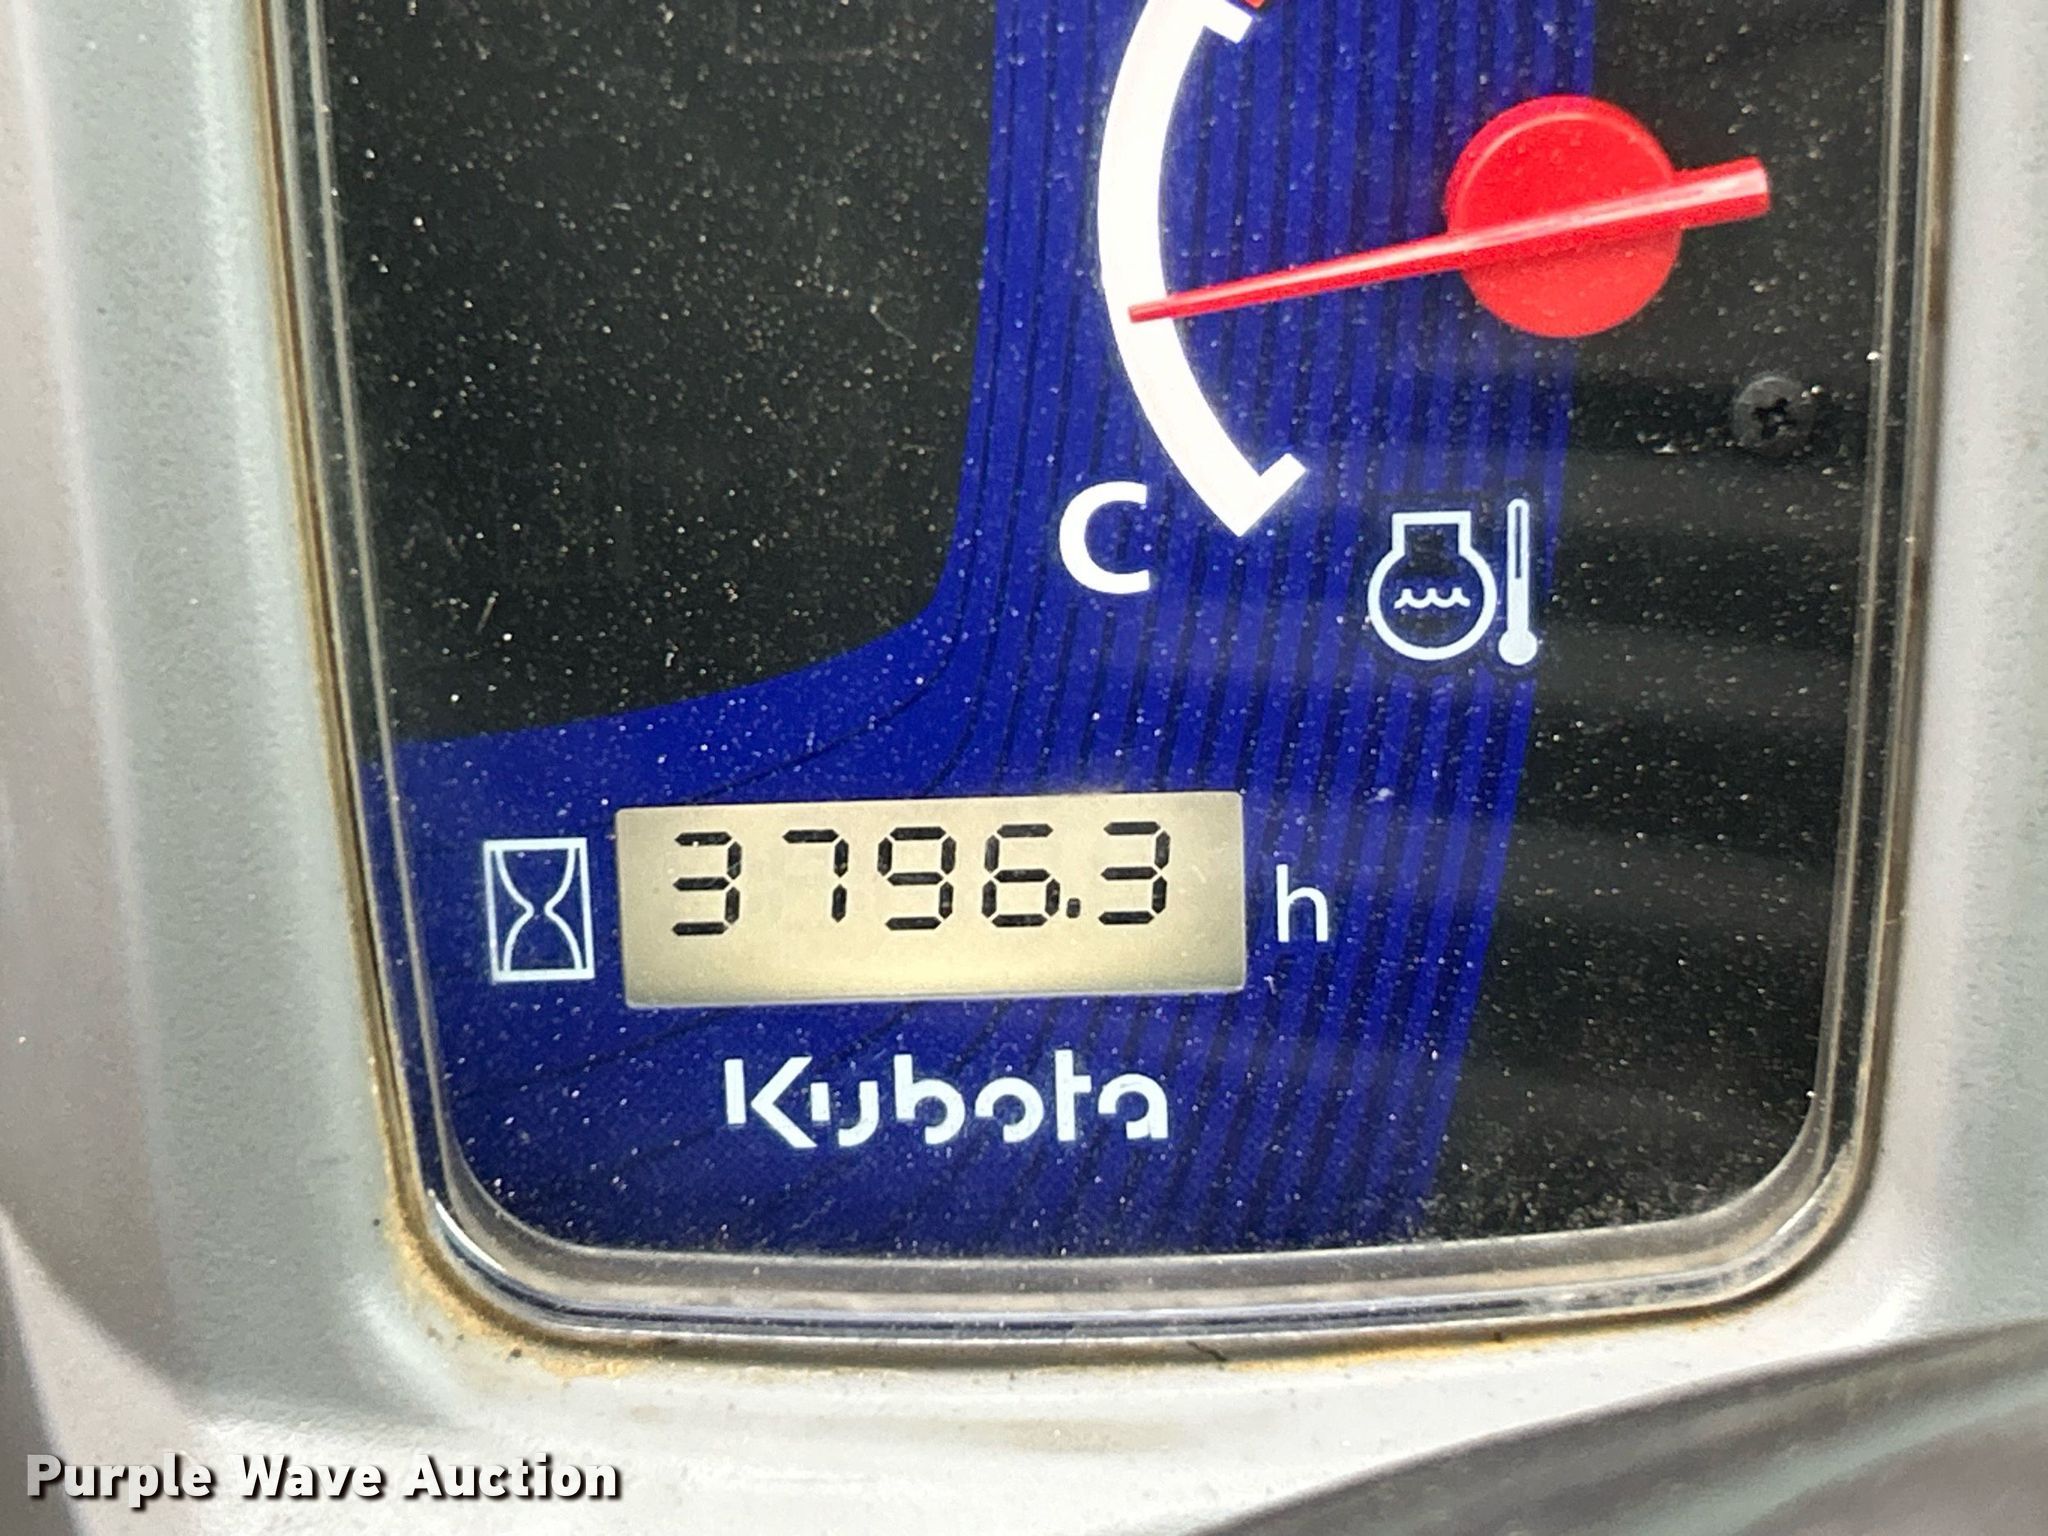 C
3796.3 h
Kubota
Purple Wave Auction